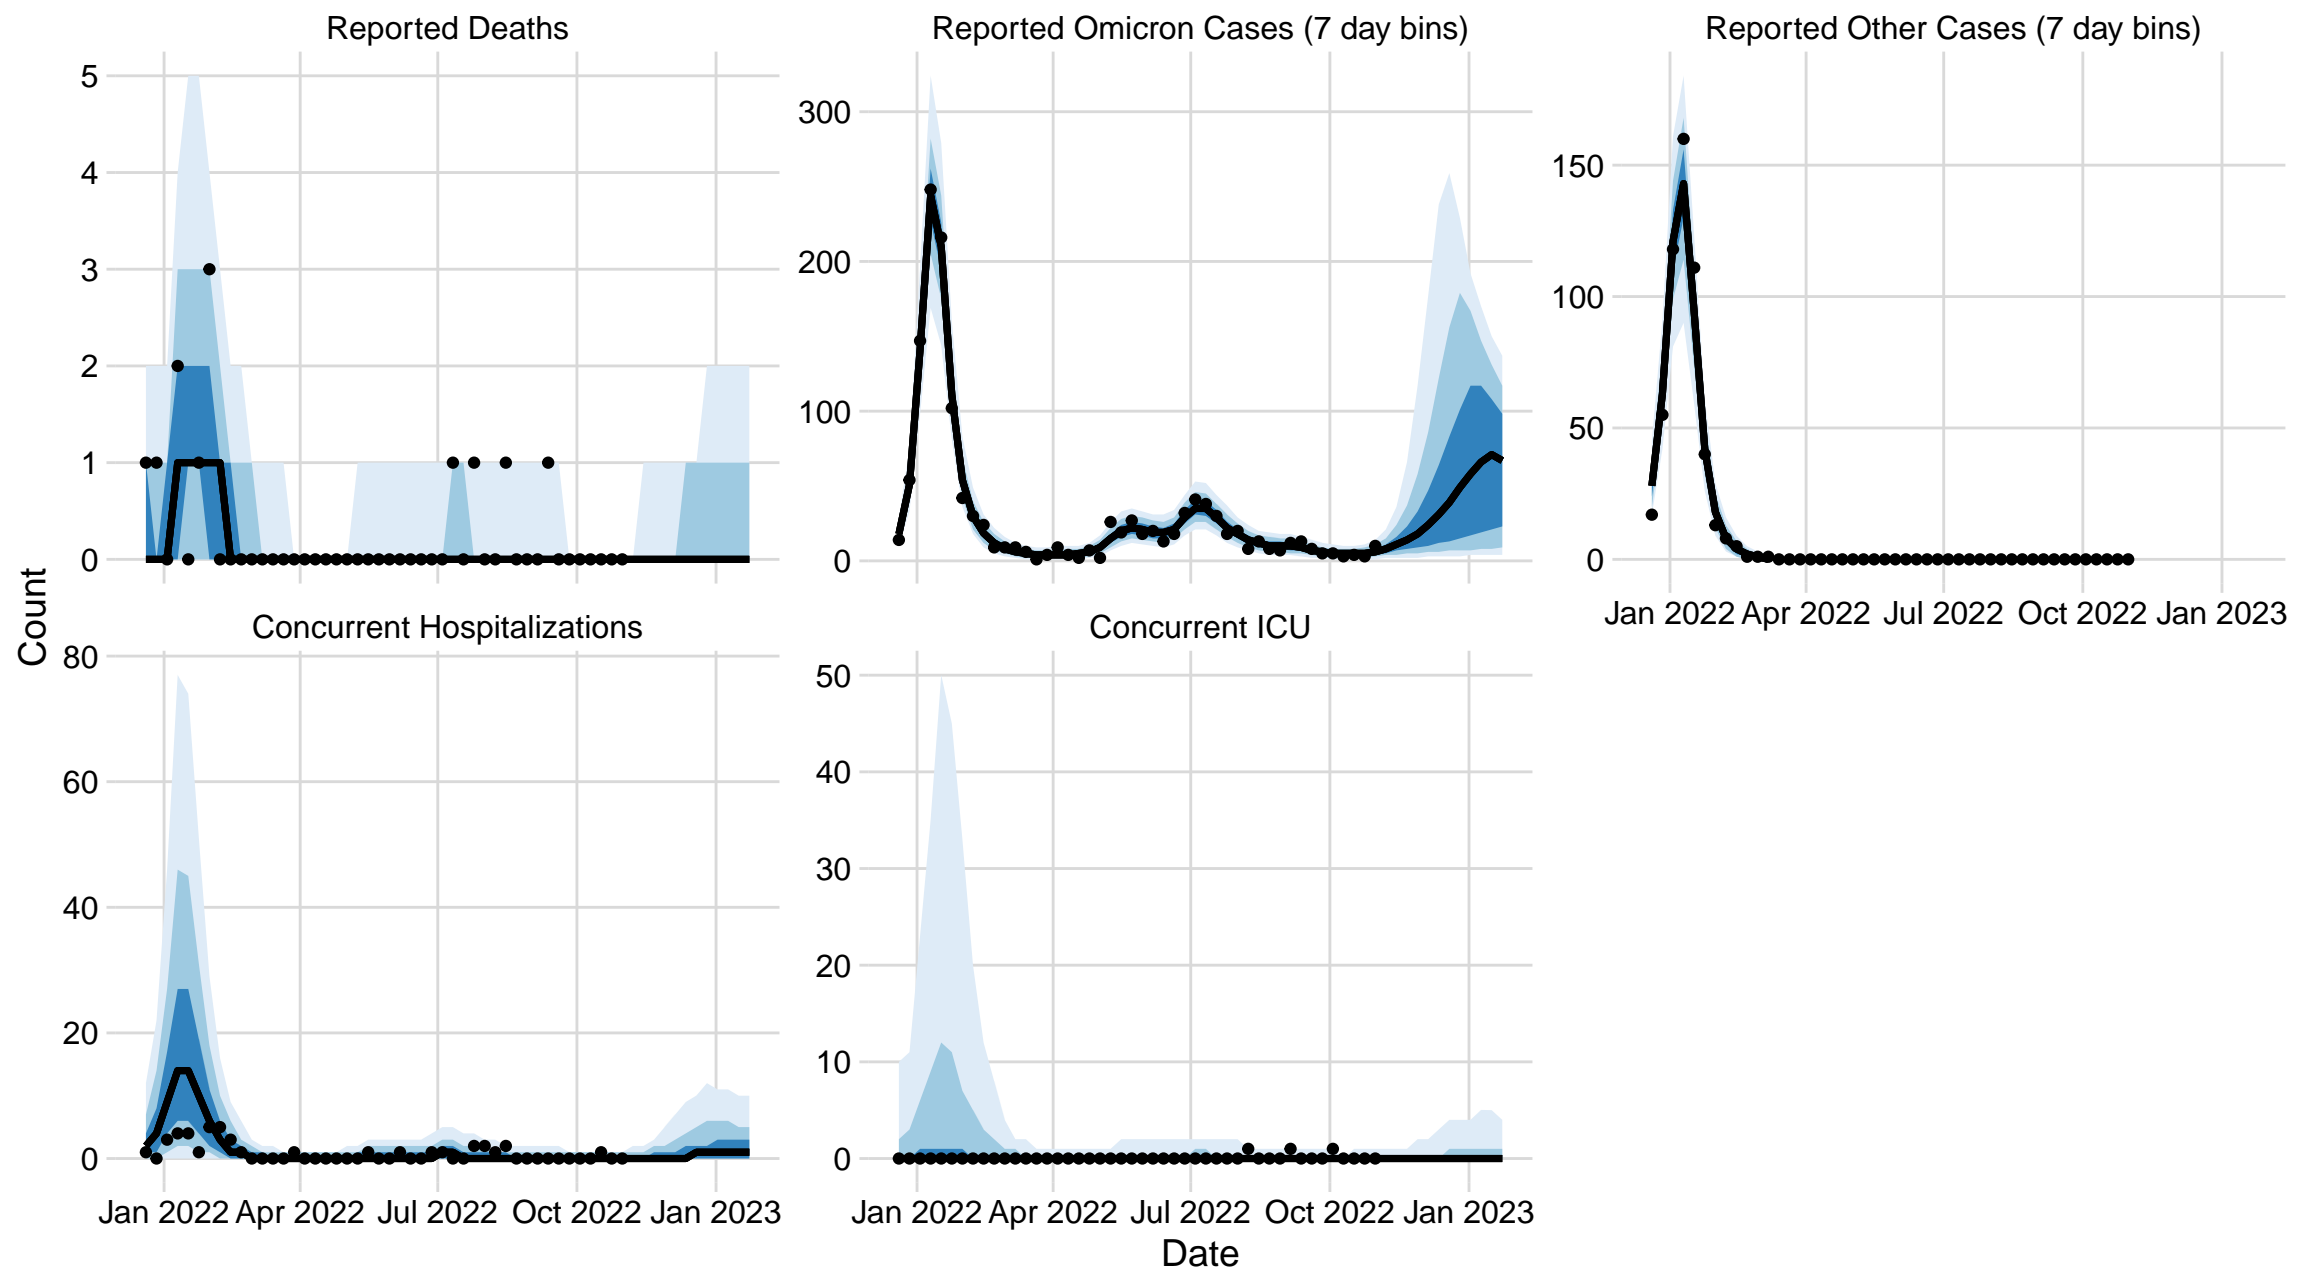 Reported Deaths
5
4
3
2
1
0
Reported Omicron Cases (7 day bins)
300
200
100
0
Reported Other Cases (7 day bins)
150
100
50
0
Jan 2022 Apr 2022 Jul 2022 Oct 2022 Jan 2023
Count
Concurrent Hospitalizations
80
60
40
20
0
Jan 2022 Apr 2022 Jul 2022 Oct 2022 Jan 2023
Concurrent ICU
50
40
30
20
10
0
Jan 2022 Apr 2022 Jul 2022 Oct 2022 Jan 2023
Date